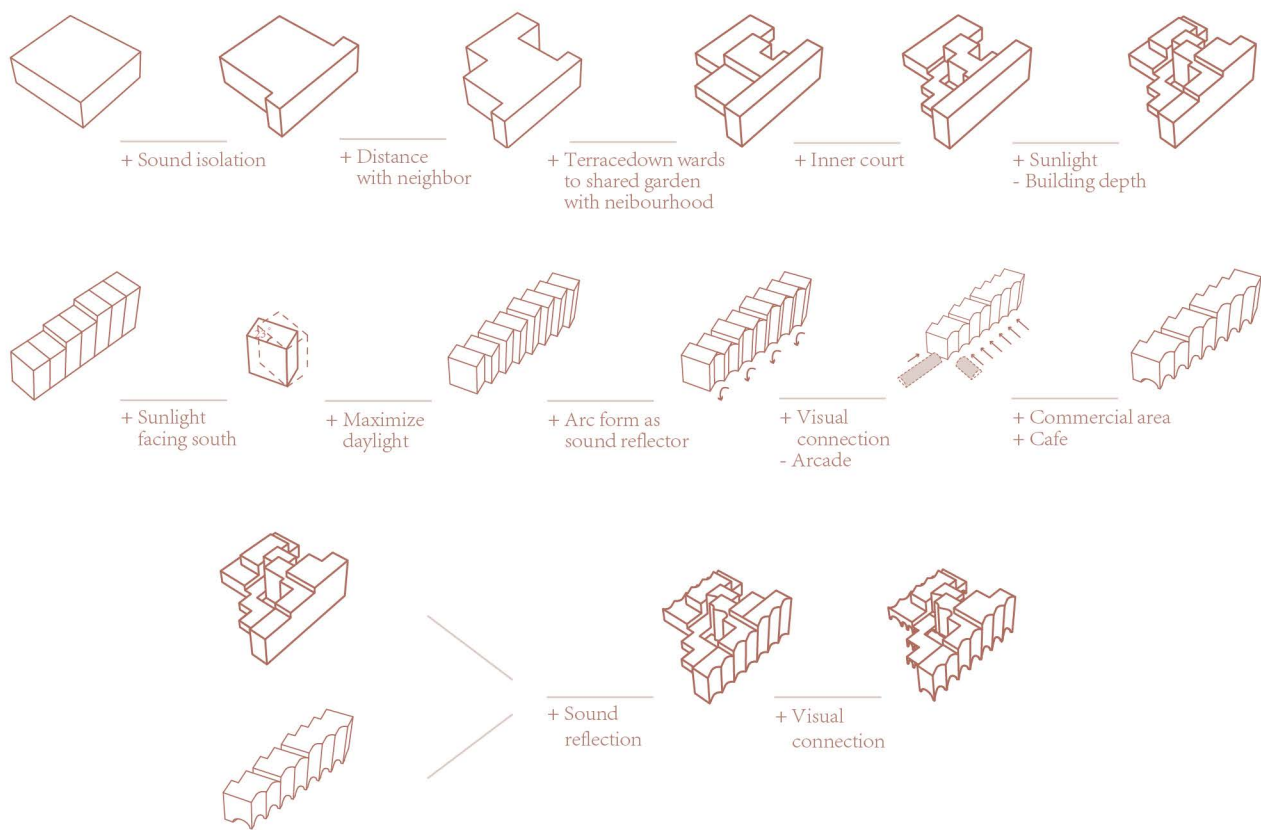 + Sound isolation
+ Distance
with neighbor
+ Terracedown wards
to shared garden
with neibourhood
+ Inner court
+ Sunlight
- Building depth
+ Sunlight
facing south
+ Maximize
daylight
+ Arc form as
sound reflector
+ Visual
connection
- Arcade
+ Commercial area
+ Cafe
+ Sound
reflection
+ Visual
connection